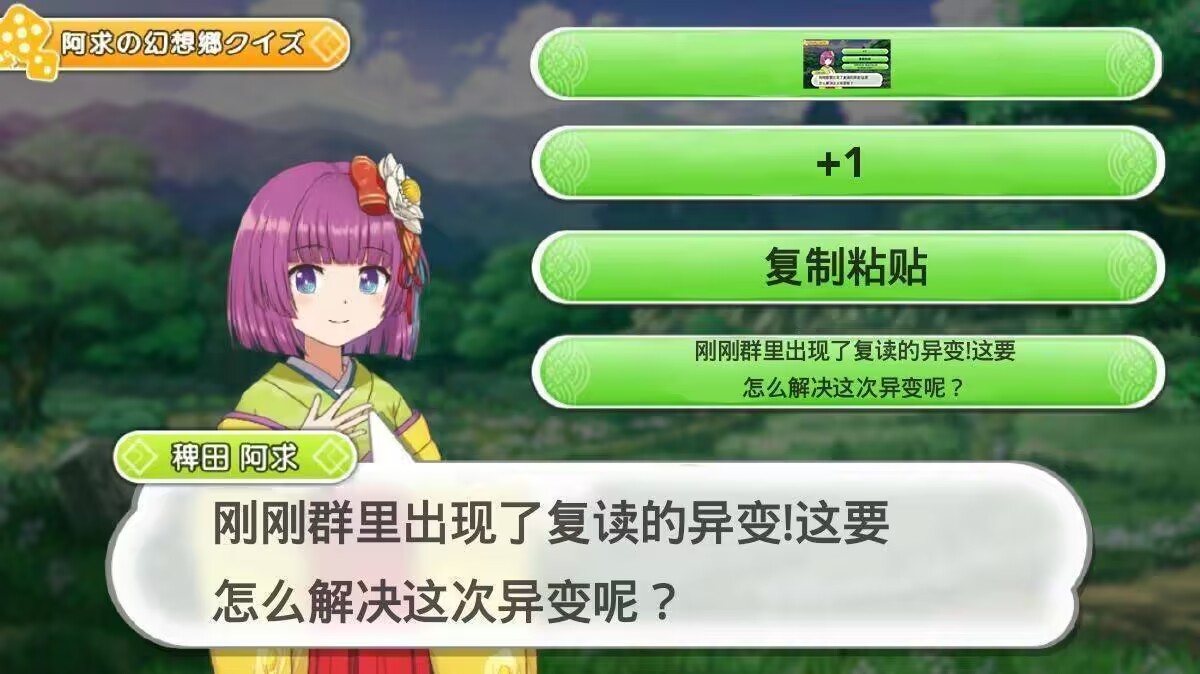 阿求の幻想郷クイズ
+1
复制粘贴
刚刚群里出现了复读的异变!这要
怎么解决这次异变呢？
稗田 阿求
刚刚群里出现了复读的异变!这要
怎么解决这次异变呢？